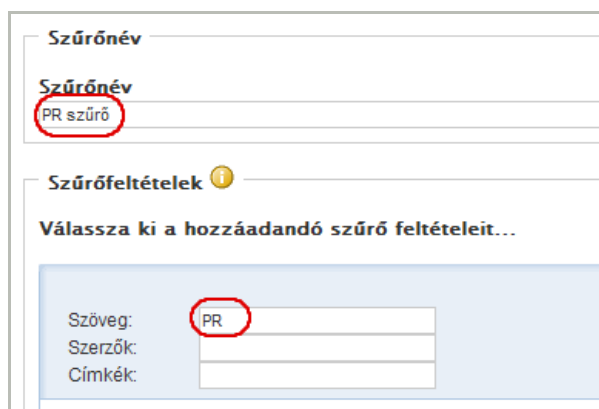 Szűrőnév
Szűrőnév
PR szűrő
Szűrőfeltételek
Válassza ki a hozzáadandó szűrő feltételeit...
Szöveg: PR
Szerzők:
Címkék: